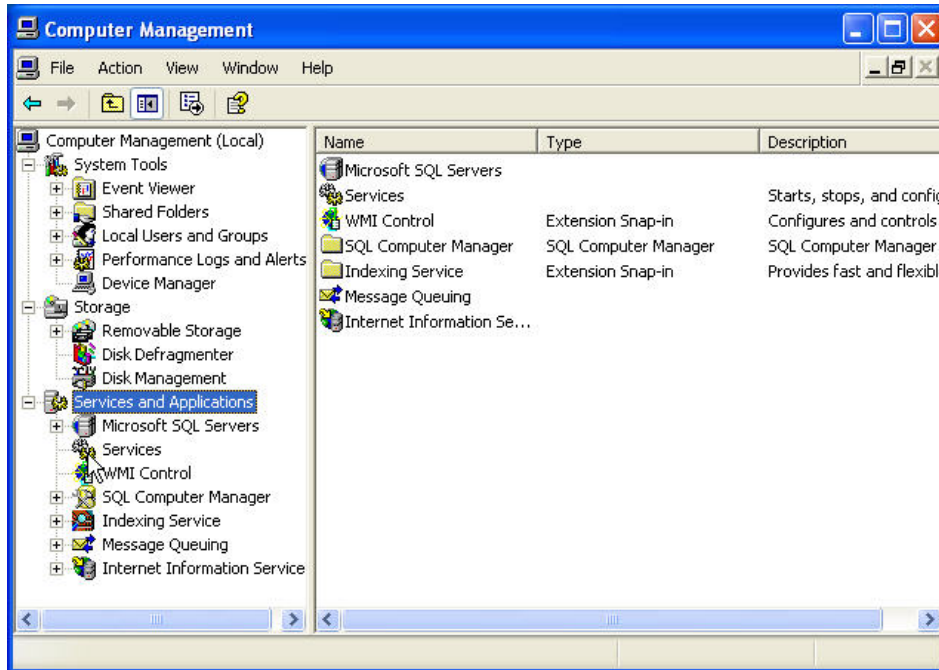 Computer Management
File Action View Window Help
Computer Management (Local)
System Tools
Event Viewer
Shared Folders
Local Users and Groups
Performance Logs and Alerts
Device Manager
Storage
Removable Storage
Disk Defragmenter
Disk Management
Services and Applications
Microsoft SQL Servers
Services
WMI Control
SQL Computer Manager
Indexing Service
Message Queuing
Internet Information Service
Name Type Description
Microsoft SQL Servers
Services Starts, stops, and config
WMI Control Extension Snap-in Configures and controls
SQL Computer Manager SQL Computer Manager SQL Computer Manager
Indexing Service Extension Snap-in Provides fast and flexibl
Message Queuing
Internet Information Se...